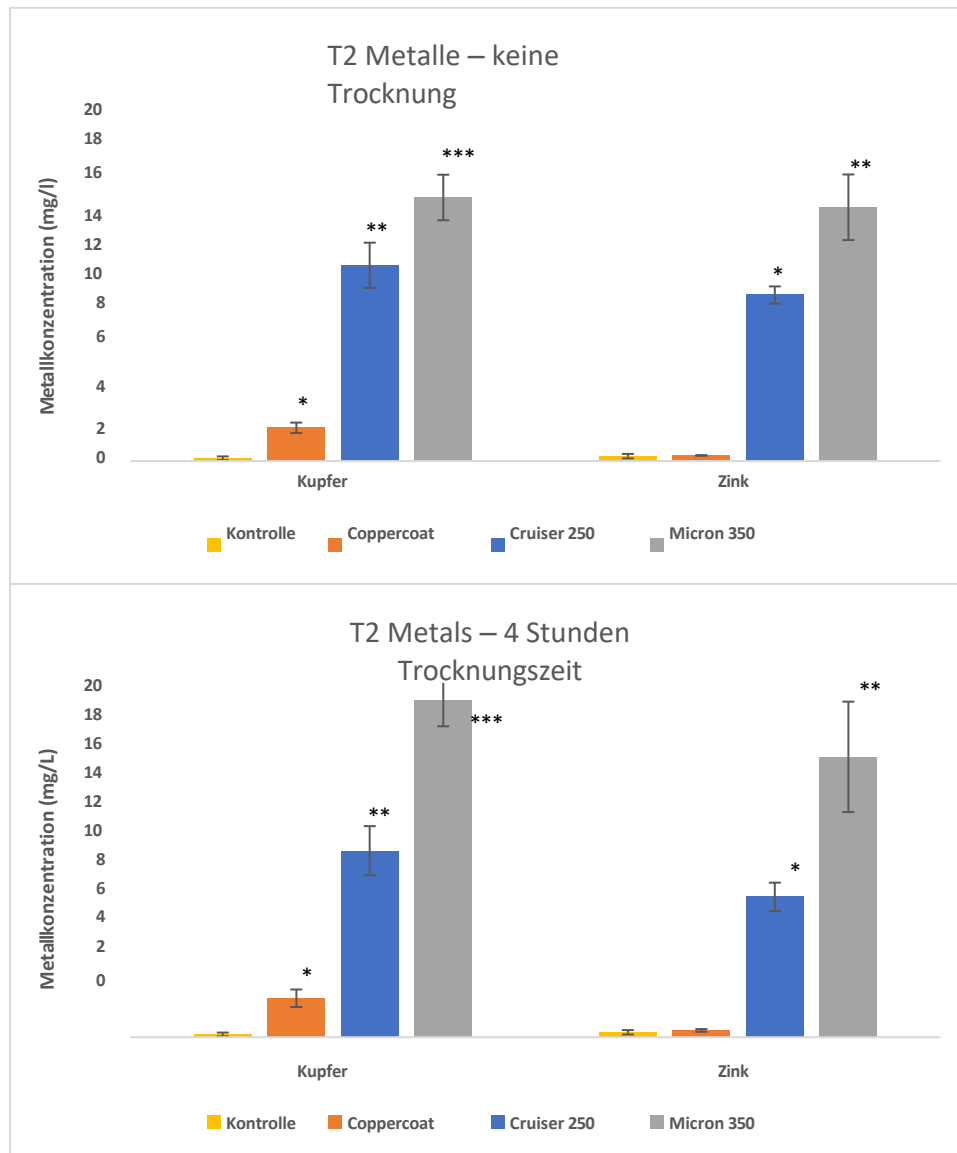 T2 Metalle – keine
Trocknung
Metallkonzentration (mg/l)
20
18
16
14
12
10
8
6
4
2
0
***
**
**
*
*
Kupfer
Zink
Kontrolle
Coppercoat
Cruiser 250
Micron 350
T2 Metals – 4 Stunden
Trocknungszeit
Metallkonzentration (mg/L)
20
18
16
14
12
10
8
6
4
2
0
**
***
**
*
*
Kupfer
Zink
Kontrolle
Coppercoat
Cruiser 250
Micron 350